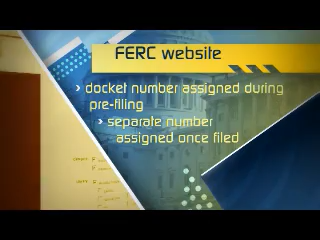 FERC website
› docket number assigned during
pre-filing
› separate number
assigned once filed